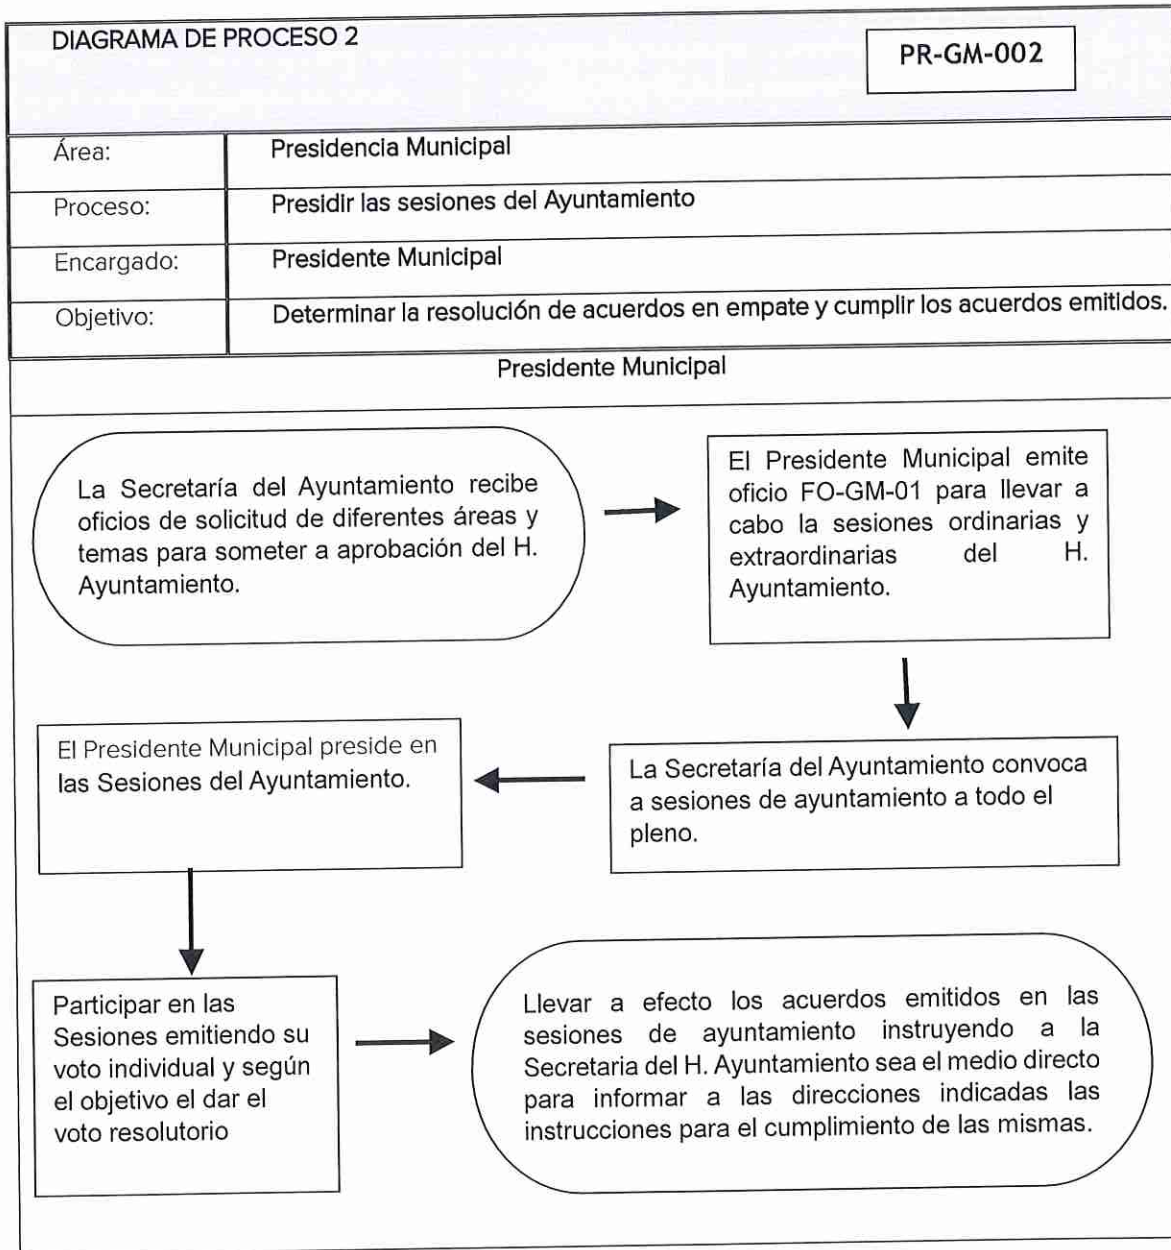 DIAGRAMA DE PROCESO 2
PR-GM-002
Área: Presidencia Municipal
Proceso: Presidir las sesiones del Ayuntamiento
Encargado: Presidente Municipal
Objetivo: Determinar la resolución de acuerdos en empate y cumplir los acuerdos emitidos.
Presidente Municipal
La Secretaría del Ayuntamiento recibe
oficios de solicitud de diferentes áreas y
temas para someter a aprobación del H.
Ayuntamiento.
El Presidente Municipal emite
oficio FO-GM-01 para llevar a
cabo la sesiones ordinarias y
extraordinarias del H.
Ayuntamiento.
La Secretaría del Ayuntamiento convoca
a sesiones de ayuntamiento a todo el
pleno.
El Presidente Municipal preside en
las Sesiones del Ayuntamiento.
Participar en las
Sesiones emitiendo su
voto individual y según
el objetivo el dar el
voto resolutorio
Llevar a efecto los acuerdos emitidos en las
sesiones de ayuntamiento instruyendo a la
Secretaria del H. Ayuntamiento sea el medio directo
para informar a las direcciones indicadas las
instrucciones para el cumplimiento de las mismas.